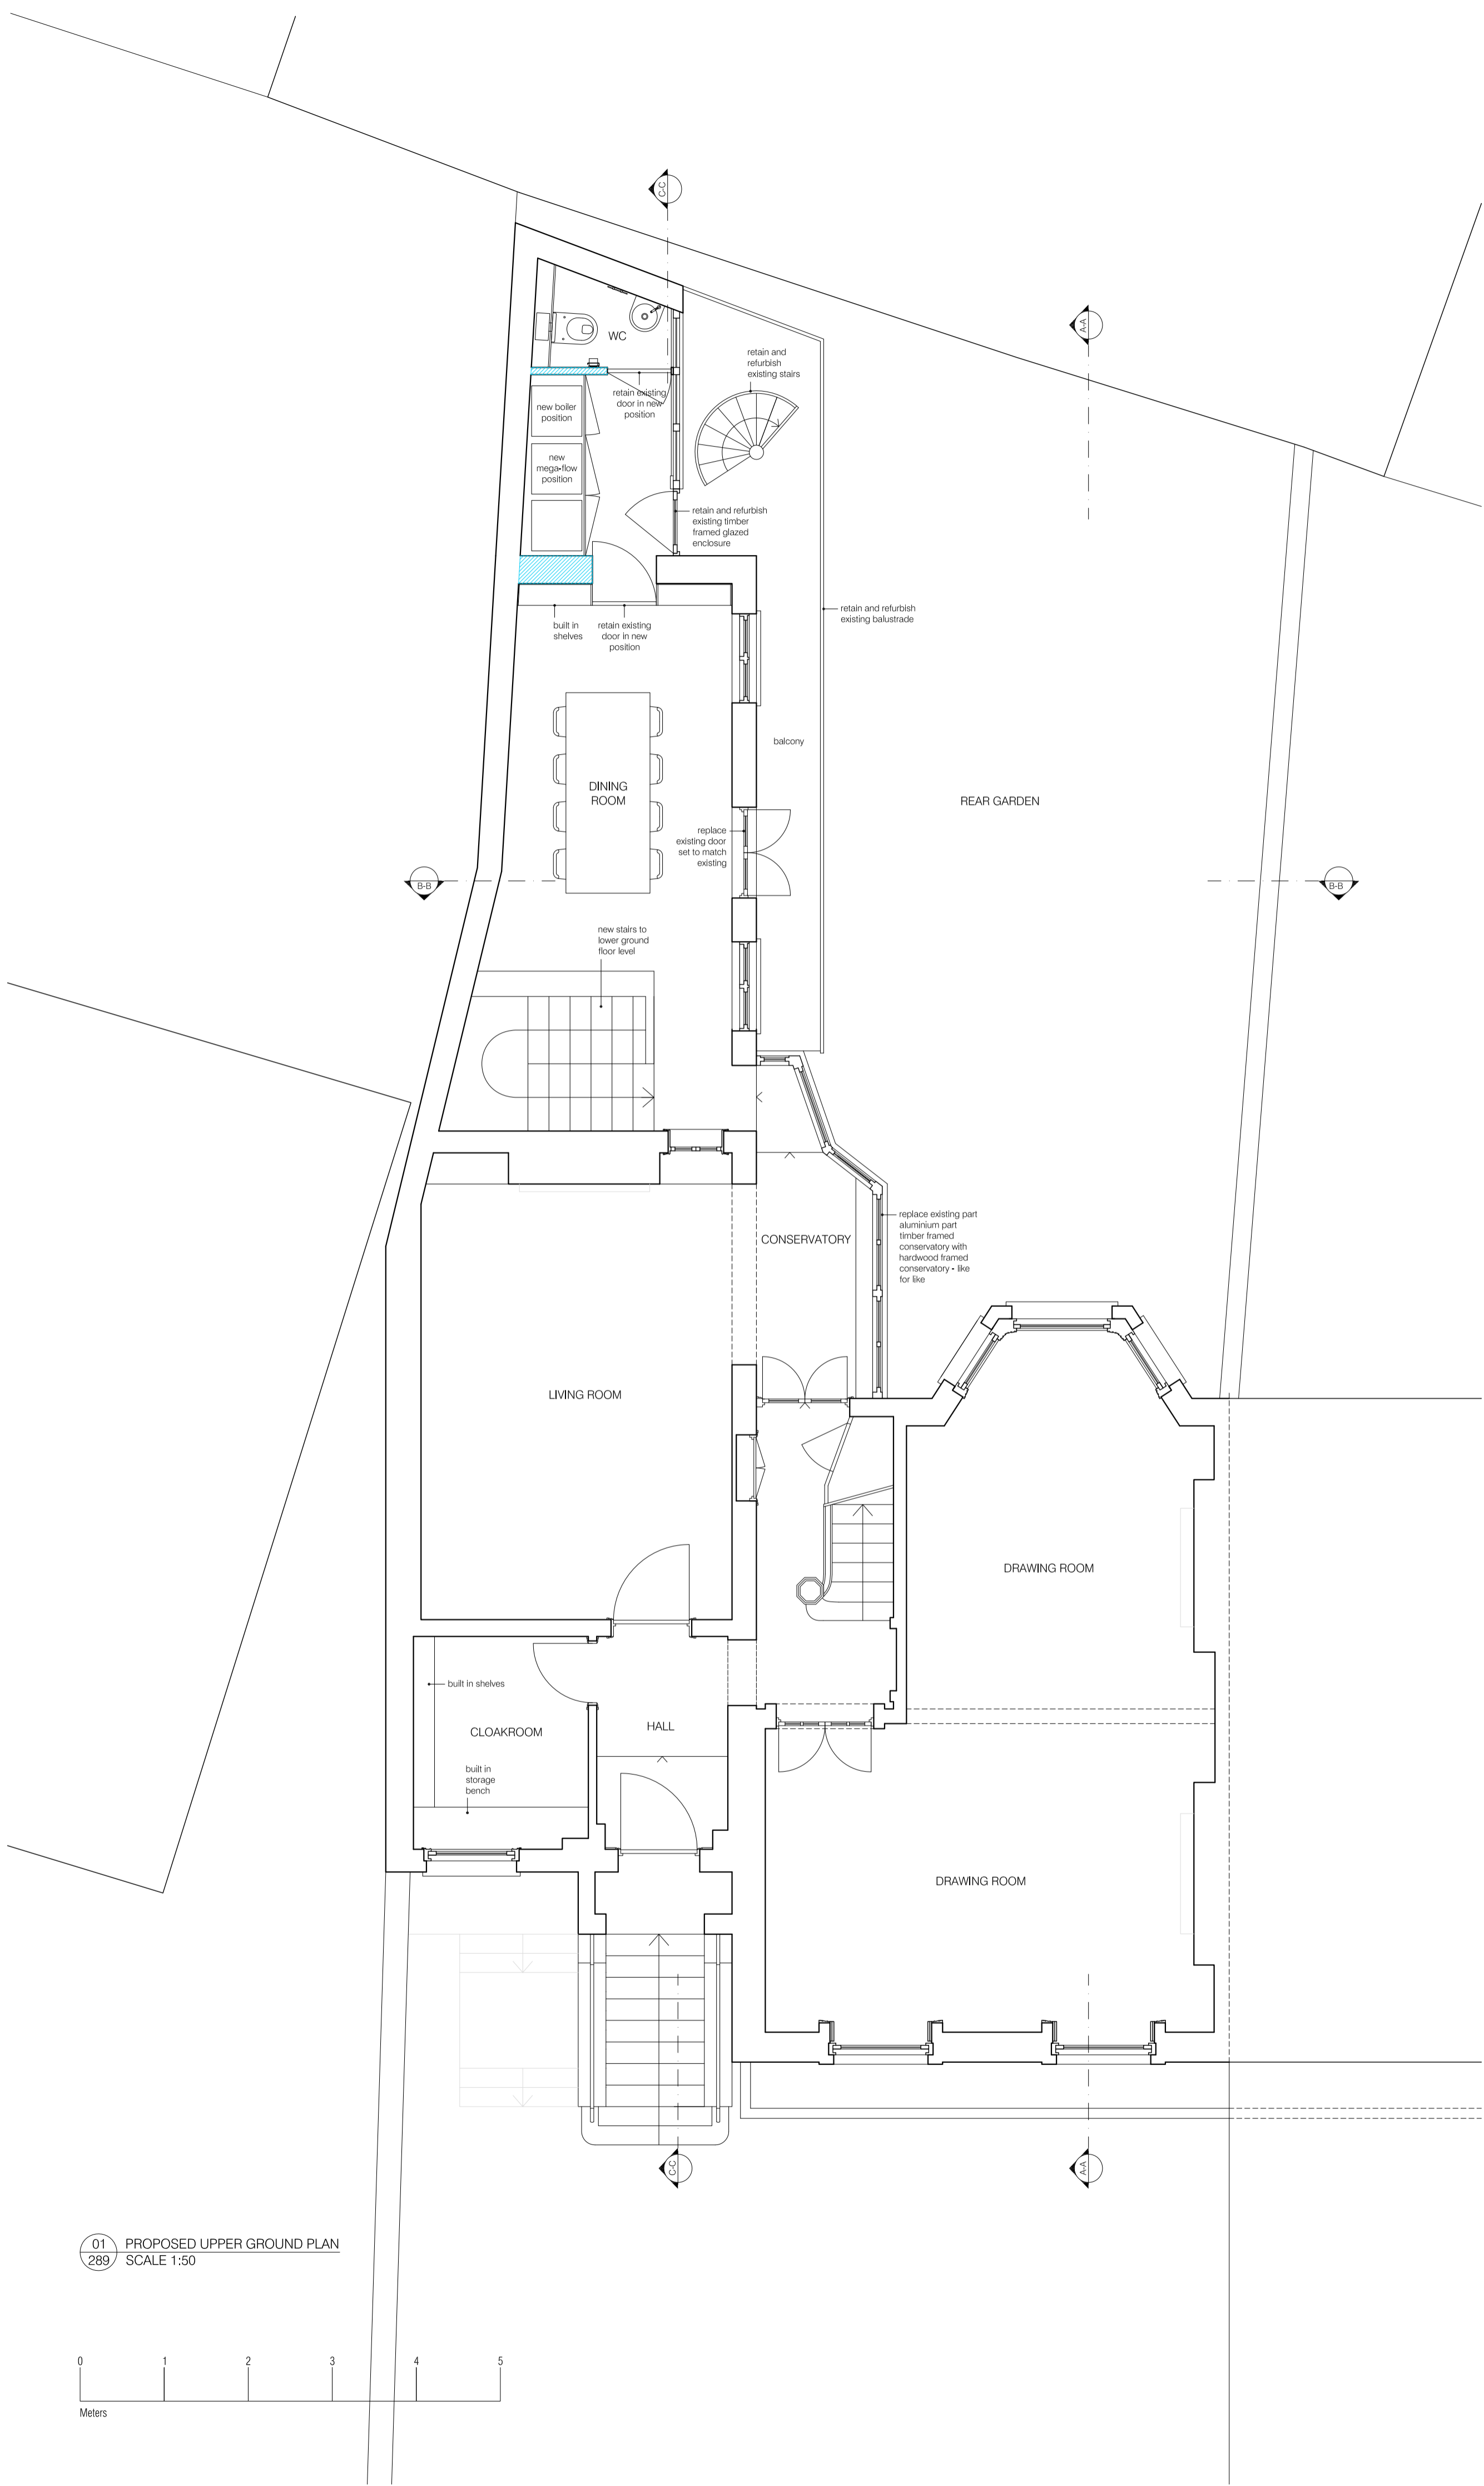 C-C
A-A
WC
retain and
refurbish
existing stairs
retain existing
door in new
position
new boiler
position
new
mega-flow
position
retain and refurbish
existing timber
framed glazed
enclosure
retain and refurbish
existing balustrade
built in
shelves
retain existing
door in new
position
balcony
DINING
ROOM
REAR GARDEN
replace
existing door
set to match
existing
B-B
B-B
new stairs to
lower ground
floor level
replace existing part
aluminium part
timber framed
conservatory with
hardwood framed
conservatory - like
for like
CONSERVATORY
LIVING ROOM
DRAWING ROOM
built in shelves
HALL
CLOAKROOM
built in
storage
bench
DRAWING ROOM
C-C
A-A
01
289
PROPOSED UPPER GROUND PLAN
SCALE 1:50
0 1 2 3 4 5
Meters